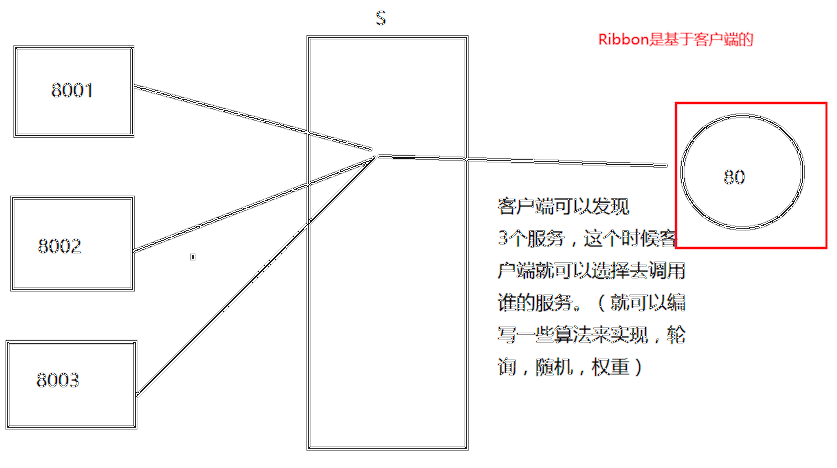 S
Ribbon是基于客户端的
8001
80
客户端可以发现
3个服务，这个时候客
户端就可以选择去调用
谁的服务。（就可以编
写一些算法来实现，轮
询，随机，权重）
8002
8003